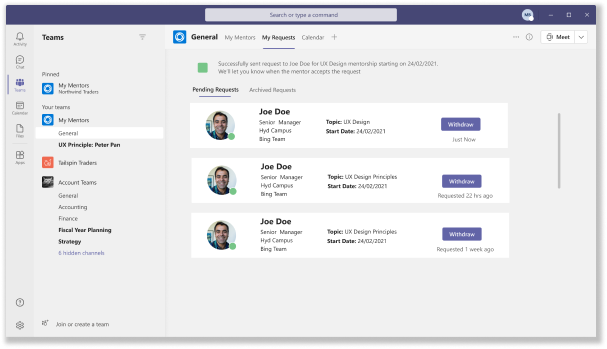 Search or type a command
MB
Activity
Chat
Teams
Calendar
Files
Apps
Teams
Pinned
My Mentors
Northwind Traders
Your teams
My Mentors
General
UX Principle: Peter Pan
Tailspin Traders
Account Teams
General
Accounting
Finance
Fiscal Year Planning
Strategy
6 hidden channels
Join or create a team
General
My Mentors
My Requests
Calendar
Meet
Successfully sent request to Joe Doe for UX Design mentorship starting on 24/02/2021.
We'll let you know when the mentor accepts the request
Pending Requests
Archived Requests
Joe Doe
Senior Manager
Hyd Campus
Bing Team
Topic: UX Design
Start Date: 24/02/2021
Withdraw
Just Now
Joe Doe
Senior Manager
Hyd Campus
Bing Team
Topic: UX Design Principles
Start Date: 24/02/2021
Withdraw
Requested 22 hrs ago
Joe Doe
Senior Manager
Hyd Campus
Bing Team
Topic: UX Design Principles
Start Date: 24/02/2021
Withdraw
Requested 1 week ago